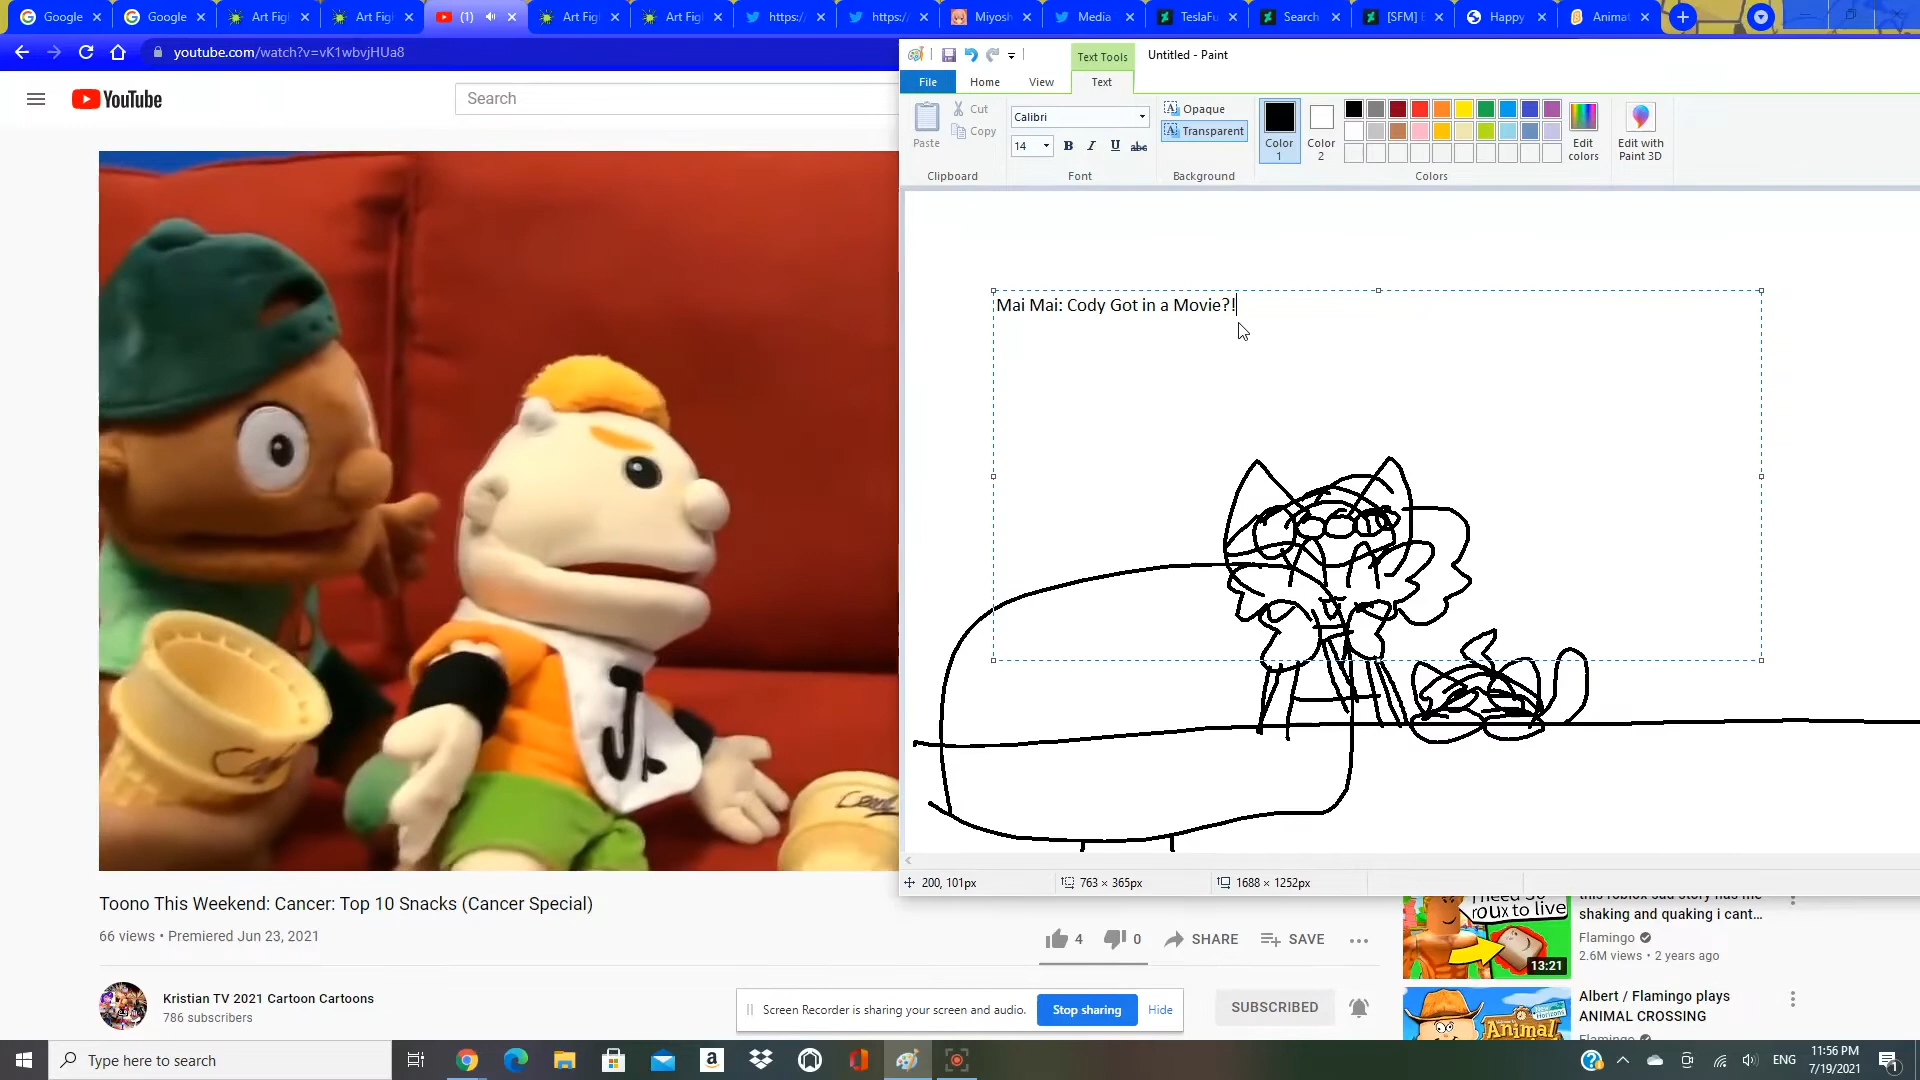 Google
Google
Art Figl
Art Figl
(1)
Art Figl
Art Figl
https:/
https:/
Miyosh
Media
TeslaFu
Search
[SFM]
Happy
Animat
youtube.com/watch?v=vK1wbvjHUa8
YouTube
Search
Text Tools
Untitled - Paint
File
Home
View
Text
Paste
Cut
Copy
Clipboard
Calibri
14
B I U abc
Font
Opaque
Transparent
Background
Color 1
Color 2
Edit colors
Edit with Paint 3D
Colors
Mai Mai: Cody Got in a Movie?!
Jr
Cody
200, 101px
763 × 365px
1688 × 1252px
Toono This Weekend: Cancer: Top 10 Snacks (Cancer Special)
66 views • Premiered Jun 23, 2021
4
0
SHARE
SAVE
Kristian TV 2021 Cartoon Cartoons
786 subscribers
SUBSCRIBED
Screen Recorder is sharing your screen and audio.
Stop sharing
Hide
roux to live
13:21
shaking and quaking i cant...
Flamingo
2.6M views • 2 years ago
Animal
Albert / Flamingo plays
ANIMAL CROSSING
Type here to search
ENG
11:56 PM
7/19/2021
1